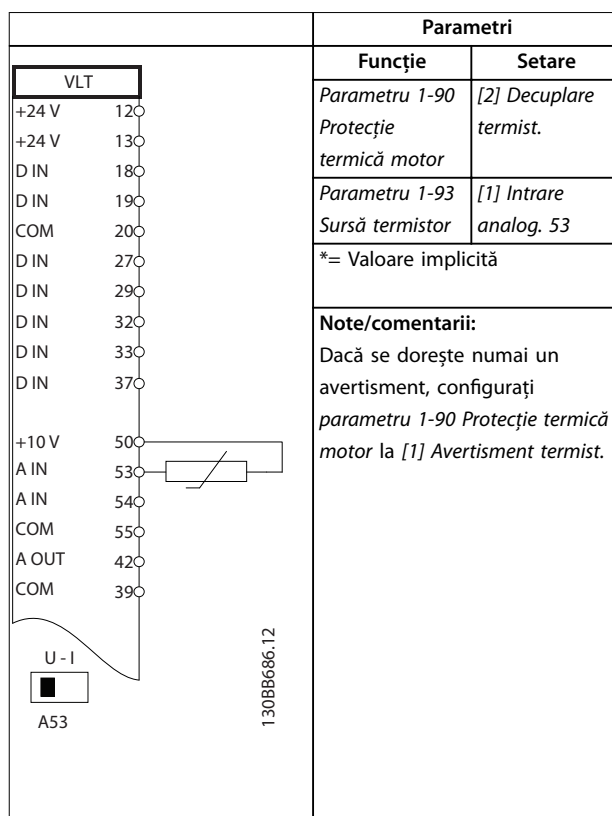 VLT
+24 V 12
+24 V 13
D IN 18
D IN 19
COM 20
D IN 27
D IN 29
D IN 32
D IN 33
D IN 37
+10 V 50
A IN 53
A IN 54
COM 55
A OUT 42
COM 39
U - I
A53
130BB686.12
Parametri
Funcție Setare
Parametru 1-90 [2] Decuplare
Protecție termist.
termică motor
Parametru 1-93 [1] Intrare
Sursă termistor analog. 53
*= Valoare implicită
Note/comentarii:
Dacă se dorește numai un
avertisment, configurați
parametru 1-90 Protecție termică
motor la [1] Avertisment termist.